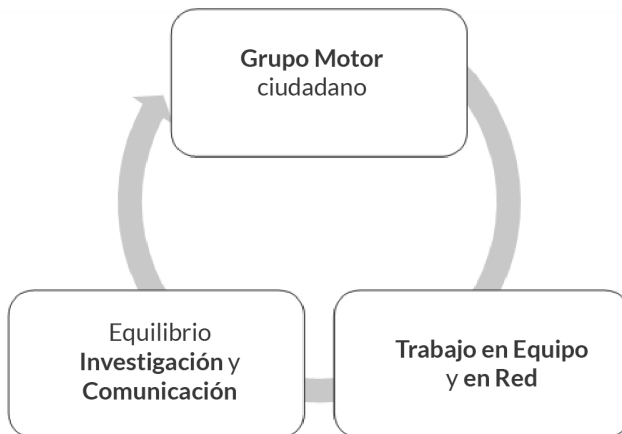 Grupo Motor
ciudadano
Equilibrio
Investigación y
Comunicación
Trabajo en Equipo
y en Red